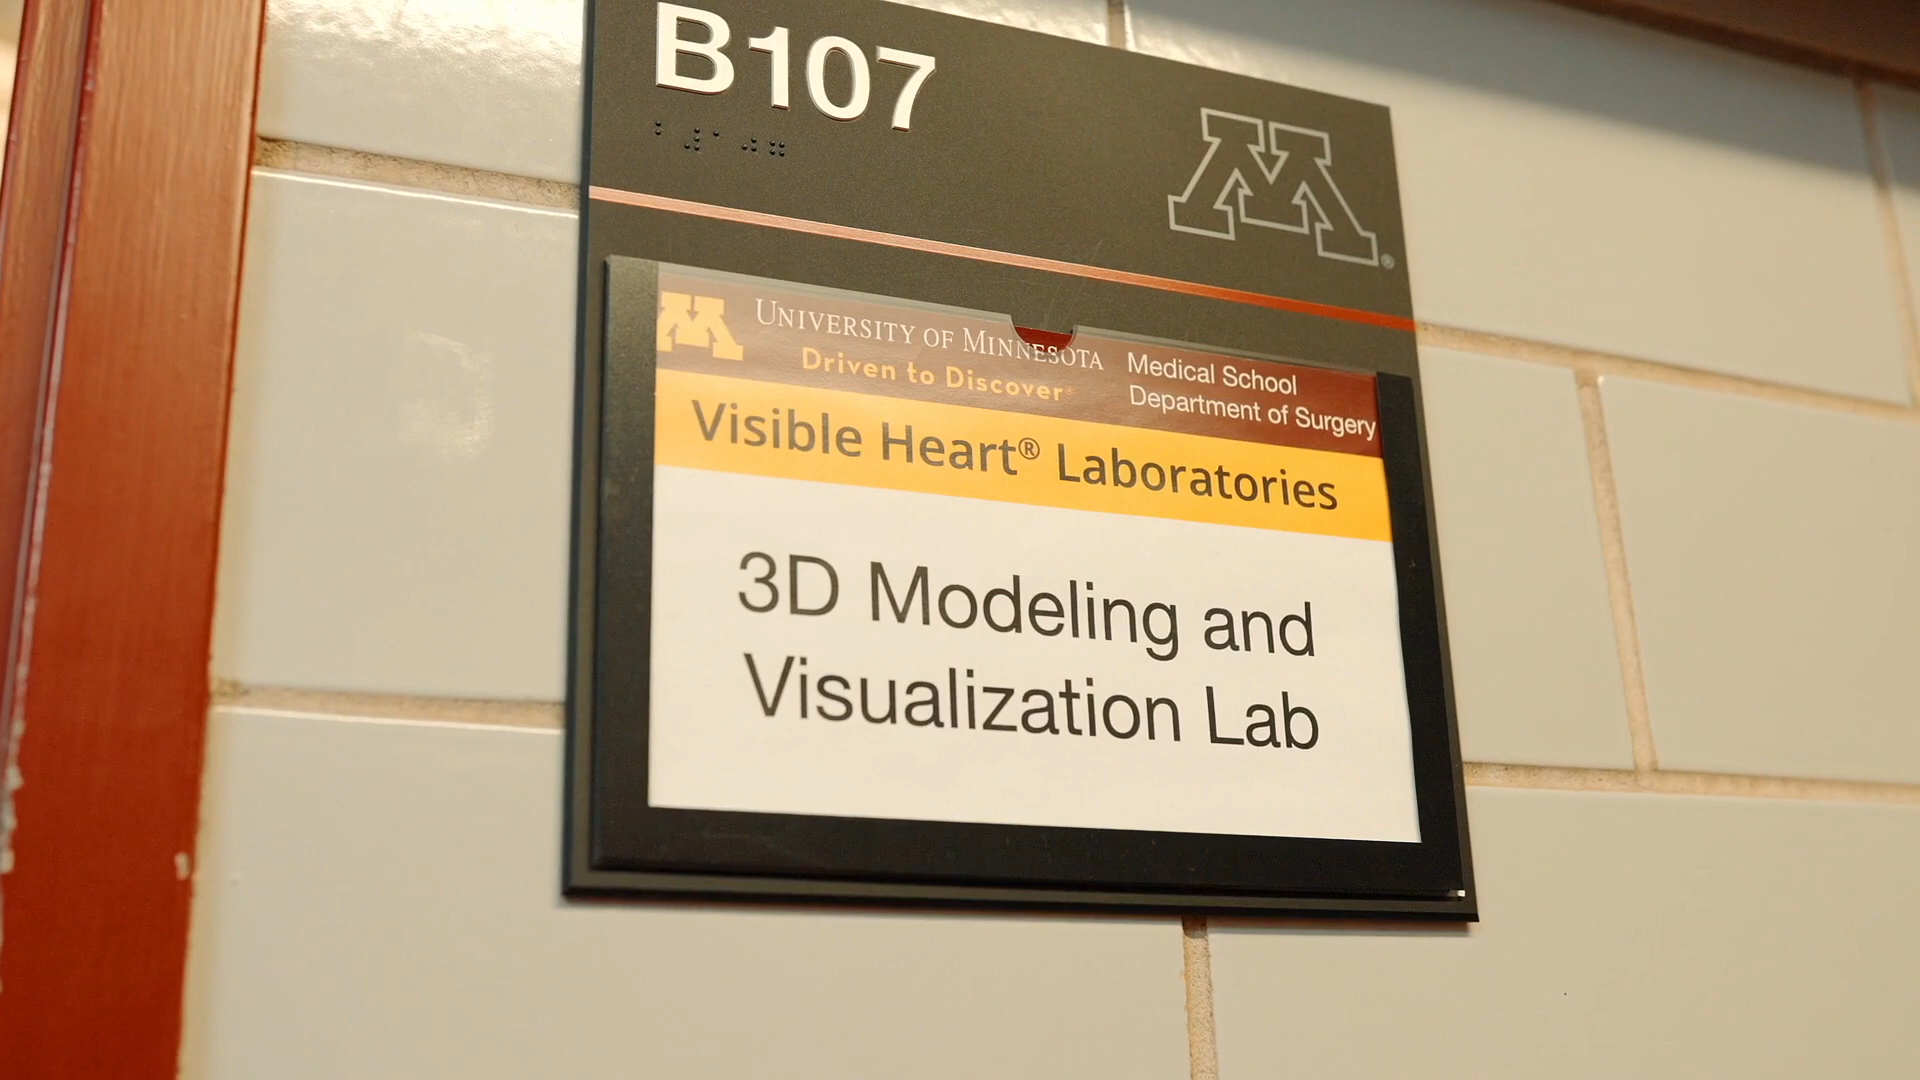 B107
M
UNIVERSITY OF MINNESOTA
Driven to Discover®
Medical School
Department of Surgery
Visible Heart® Laboratories
3D Modeling and
Visualization Lab